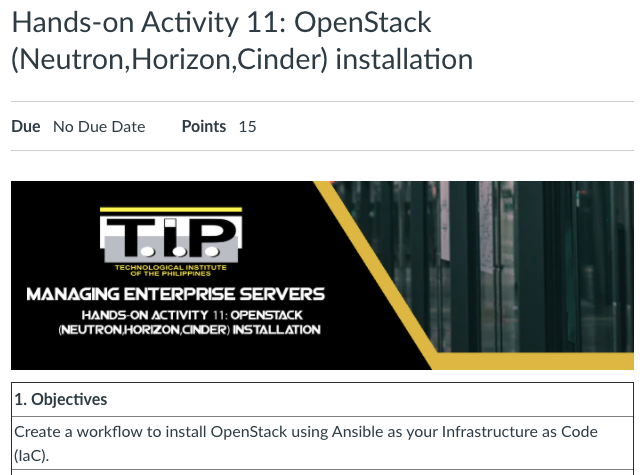 Hands-on Activity 11: OpenStack
(Neutron,Horizon,Cinder) installation
Due No Due Date Points 15
T.I.P
TECHNOLOGICAL INSTITUTE
OF THE PHILIPPINES
MANAGING ENTERPRISE SERVERS
HANDS-ON ACTIVITY 11: OPENSTACK
(NEUTRON,HORIZON,CINDER) INSTALLATION
1. Objectives
Create a workflow to install OpenStack using Ansible as your Infrastructure as Code
(IaC).